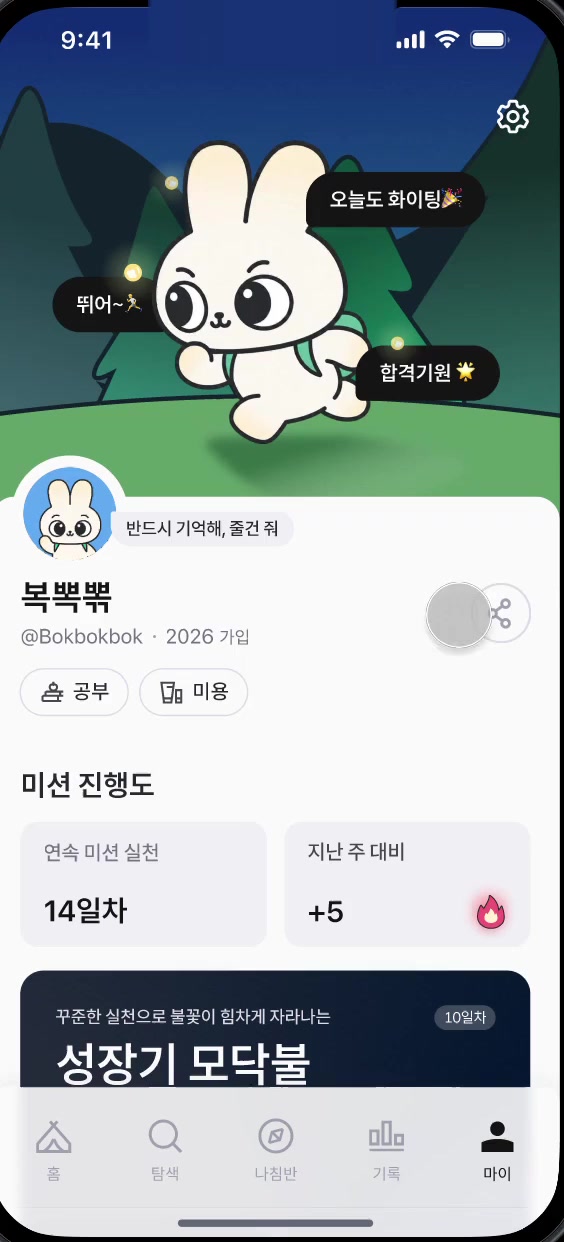 9:41
오늘도 화이팅🎉
뛰어~🏃
합격기원 🌟
반드시 기억해, 줄건 줘
복뽁뾲
@Bokbokbok · 2026 가입
공부
미용
미션 진행도
연속 미션 실천
14일차
지난 주 대비
+5
꾸준한 실천으로 불꽃이 힘차게 자라나는
10일차
성장기 모닥불
홈
탐색
나침반
기록
마이